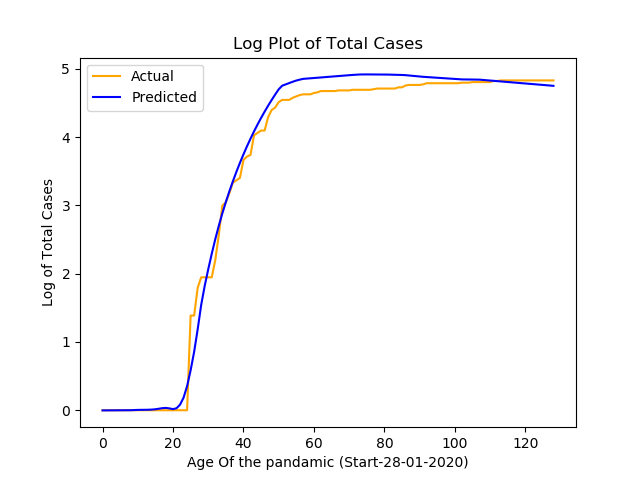 Log Plot of Total Cases
Actual
Predicted
Log of Total Cases
5
4
3
2
1
0
0 20 40 60 80 100 120
Age Of the pandamic (Start-28-01-2020)